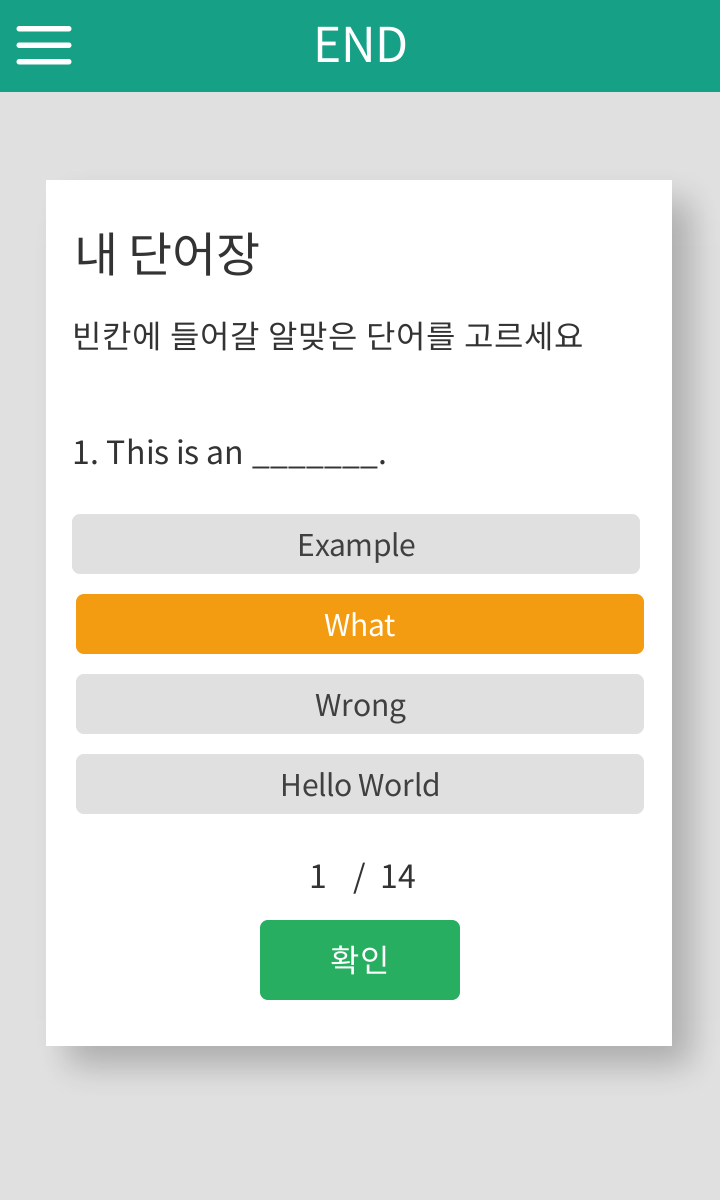 END
내 단어장
빈칸에 들어갈 알맞은 단어를 고르세요
1. This is an _______.
Example
What
Wrong
Hello World
1 / 14
확인